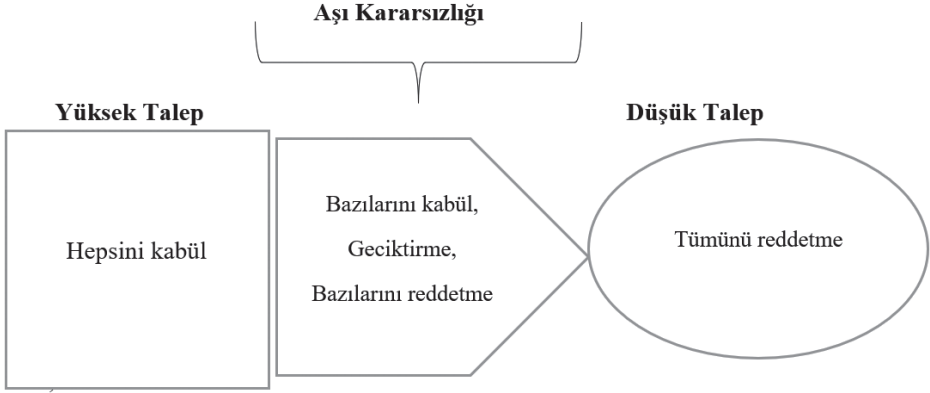 Aşı Kararsızlığı
Yüksek Talep
Düşük Talep
Hepsini kabül
Bazılarını kabül,
Geciktirme,
Bazılarını reddetme
Tümünü reddetme